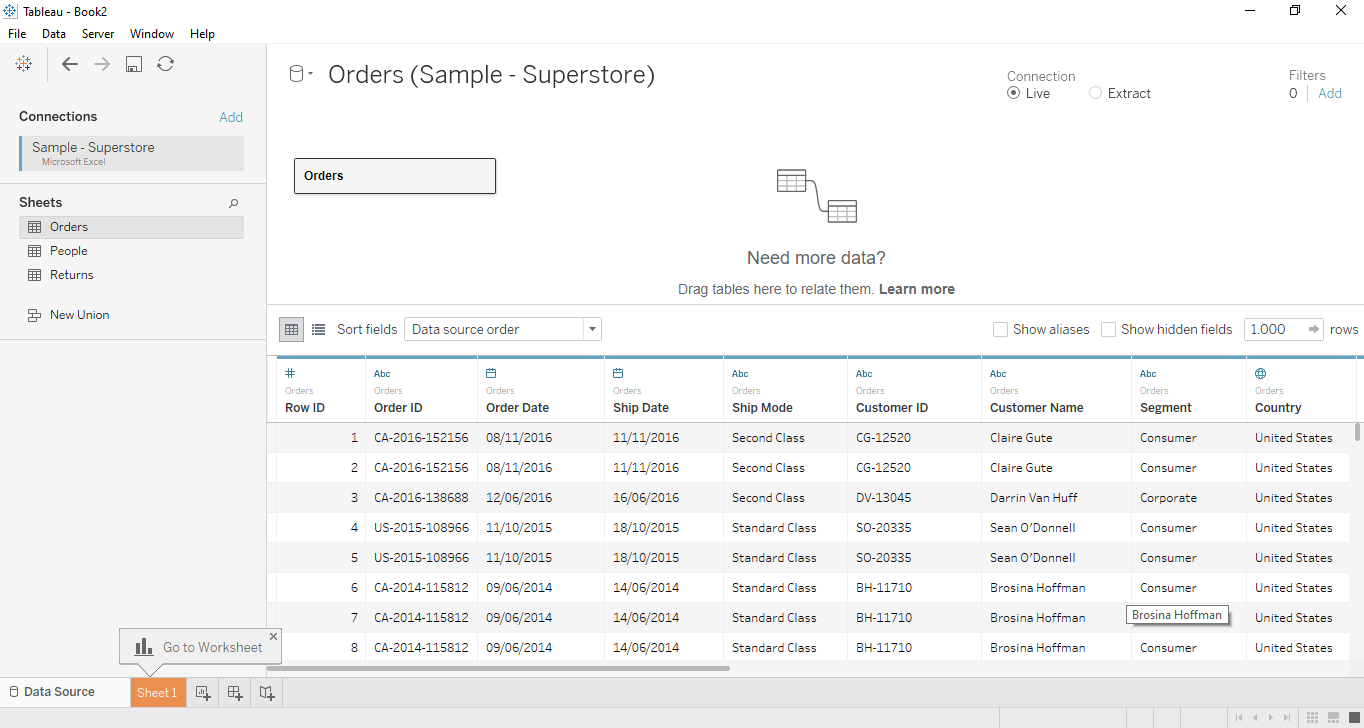 Tableau - Book2
File Data Server Window Help
Connections Add
Sample - Superstore
Microsoft Excel
Sheets
Orders
People
Returns
New Union
Orders (Sample - Superstore)
Connection
Live Extract
Filters
0 Add
Orders
Need more data?
Drag tables here to relate them. Learn more
Sort fields Data source order Show aliases Show hidden fields 1.000 rows
# Abc Abc Abc Abc Abc
Orders Orders Orders Orders Orders Orders Orders Orders Orders
Row ID Order ID Order Date Ship Date Ship Mode Customer ID Customer Name Segment Country
1 CA-2016-152156 08/11/2016 11/11/2016 Second Class CG-12520 Claire Gute Consumer United States
2 CA-2016-152156 08/11/2016 11/11/2016 Second Class CG-12520 Claire Gute Consumer United States
3 CA-2016-138688 12/06/2016 16/06/2016 Second Class DV-13045 Darrin Van Huff Corporate United States
4 US-2015-108966 11/10/2015 18/10/2015 Standard Class SO-20335 Sean O'Donnell Consumer United States
5 US-2015-108966 11/10/2015 18/10/2015 Standard Class SO-20335 Sean O'Donnell Consumer United States
6 CA-2014-115812 09/06/2014 14/06/2014 Standard Class BH-11710 Brosina Hoffman Consumer United States
7 CA-2014-115812 09/06/2014 14/06/2014 Standard Class BH-11710 Brosina Hoffman United States
Brosina Hoffman
8 CA-2014-115812 09/06/2014 14/06/2014 Standard Class BH-11710 Brosina Hoffman Consumer United States
Go to Worksheet
Data Source Sheet 1